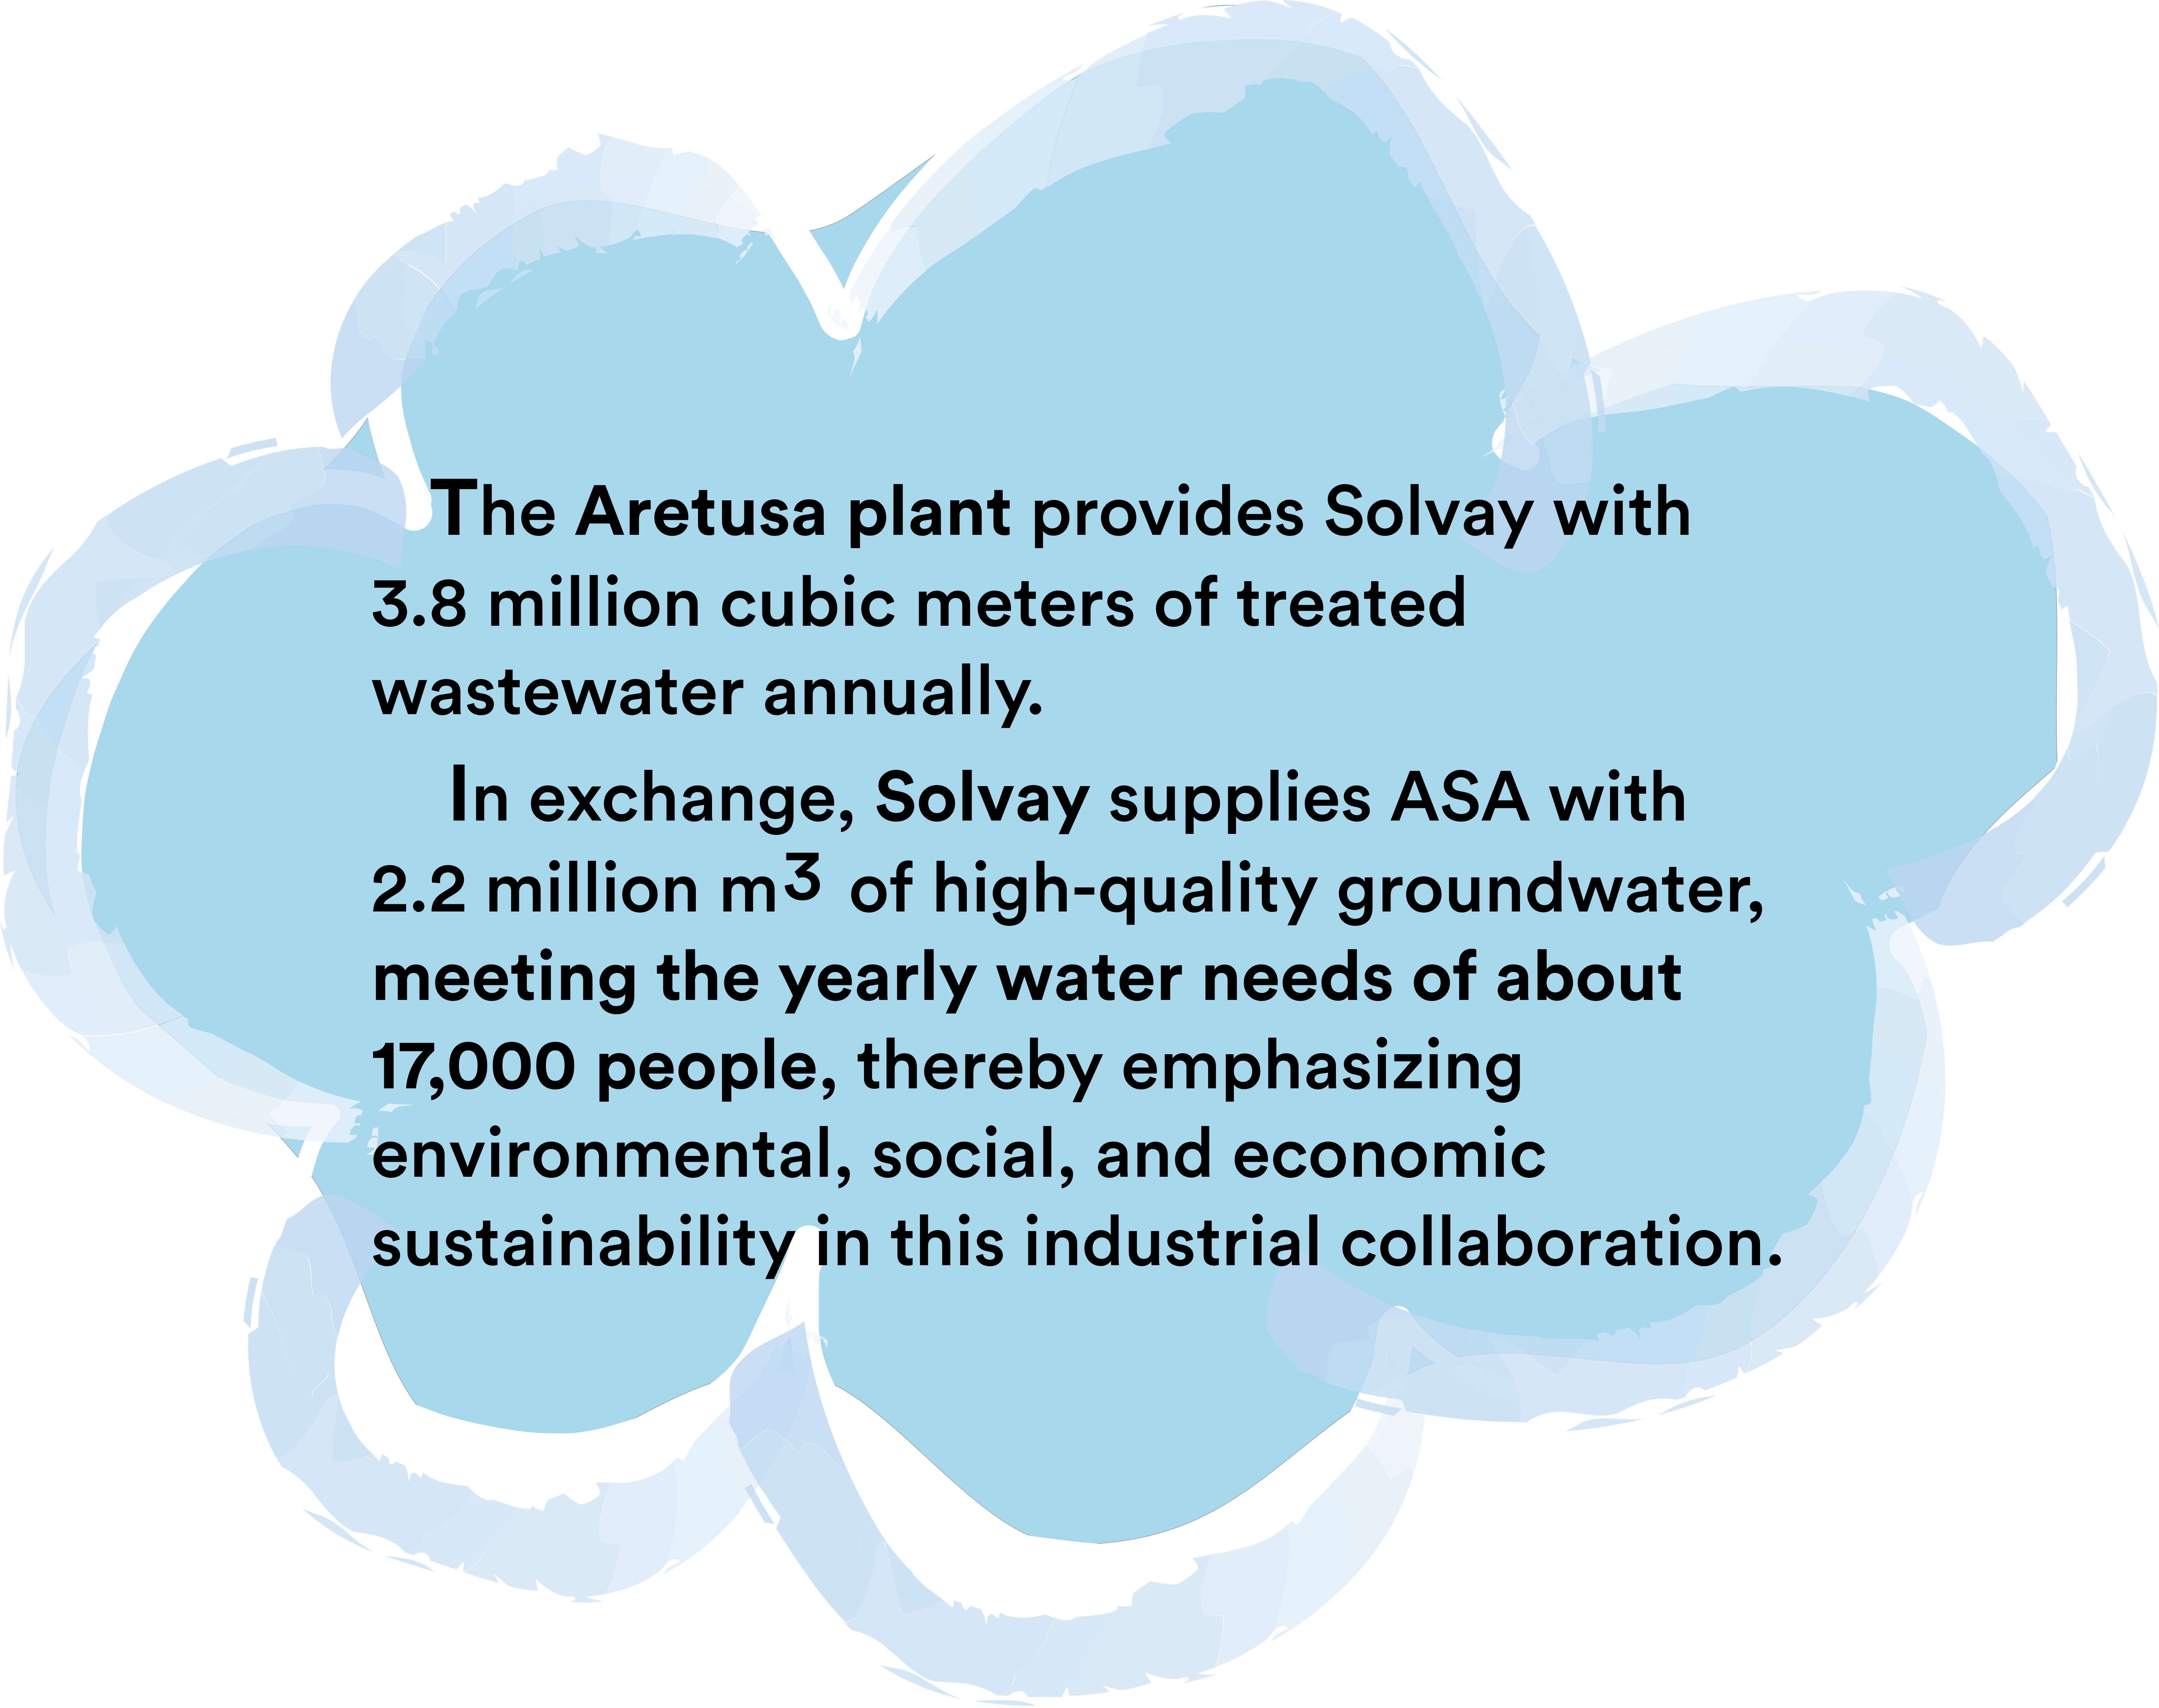 The Aretusa plant provides Solvay with
3.8 million cubic meters of treated
wastewater annually.
In exchange, Solvay supplies ASA with
2.2 million m³ of high-quality groundwater,
meeting the yearly water needs of about
17,000 people, thereby emphasizing
environmental, social, and economic
sustainability in this industrial collaboration.